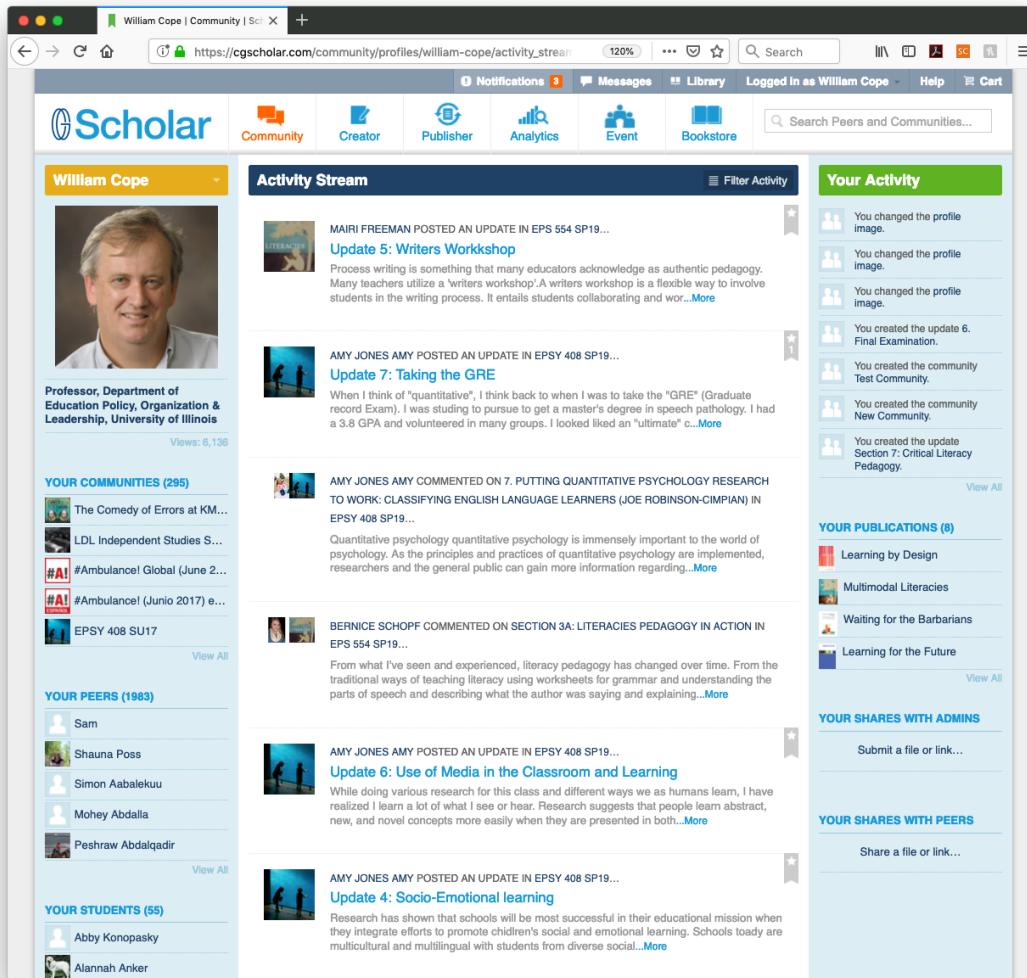 William Cope | Community | Sch
https://cgscholar.com/community/profiles/william-cope/activity_stream
120%
Search
Notifications 3
Messages
Library
Logged in as William Cope
Help
Cart
Scholar
Community
Creator
Publisher
Analytics
Event
Bookstore
Search Peers and Communities...
William Cope
Professor, Department of
Education Policy, Organization &
Leadership, University of Illinois
Views: 6,136
YOUR COMMUNITIES (295)
The Comedy of Errors at KM...
LDL Independent Studies S...
#A! #Ambulance! Global (June 2...
#A! #Ambulance! (Junio 2017) e...
EPSY 408 SU17
View All
YOUR PEERS (1983)
Sam
Shauna Poss
Simon Aabalekuu
Mohey Abdalla
Peshraw Abdalqadir
View All
YOUR STUDENTS (55)
Abby Konopasky
Alannah Anker
Activity Stream
Filter Activity
LITERACIES
MAIRI FREEMAN POSTED AN UPDATE IN EPS 554 SP19...
Update 5: Writers Workkshop
Process writing is something that many educators acknowledge as authentic pedagogy.
Many teachers utilize a 'writers workshop'.A writers workshop is a flexible way to involve
students in the writing process. It entails students collaborating and wor...More
AMY JONES AMY POSTED AN UPDATE IN EPSY 408 SP19...
1
Update 7: Taking the GRE
When I think of "quantitative", I think back to when I was to take the "GRE" (Graduate
record Exam). I was studing to pursue to get a master's degree in speech pathology. I had
a 3.8 GPA and volunteered in many groups. I looked liked an "ultimate" c...More
AMY JONES AMY COMMENTED ON 7. PUTTING QUANTITATIVE PSYCHOLOGY RESEARCH
TO WORK: CLASSIFYING ENGLISH LANGUAGE LEARNERS (JOE ROBINSON-CIMPIAN) IN
EPSY 408 SP19...
Quantitative psychology quantitative psychology is immensely important to the world of
psychology. As the principles and practices of quantitative psychology are implemented,
researchers and the general public can gain more information regarding...More
BERNICE SCHOPF COMMENTED ON SECTION 3A: LITERACIES PEDAGOGY IN ACTION IN
EPS 554 SP19...
From what I've seen and experienced, literacy pedagogy has changed over time. From the
traditional ways of teaching literacy using worksheets for grammar and understanding the
parts of speech and describing what the author was saying and explaining...More
AMY JONES AMY POSTED AN UPDATE IN EPSY 408 SP19...
Update 6: Use of Media in the Classroom and Learning
While doing various research for this class and different ways we as humans learn, I have
realized I learn a lot of what I see or hear. Research suggests that people learn abstract,
new, and novel concepts more easily when they are presented in both...More
AMY JONES AMY POSTED AN UPDATE IN EPSY 408 SP19...
Update 4: Socio-Emotional learning
Research has shown that schools will be most successful in their educational mission when
they integrate efforts to promote chidlren's social and emotional learning. Schools toady are
multicultural and multilingual with students from diverse social...More
Your Activity
You changed the profile
image.
You changed the profile
image.
You changed the profile
image.
You created the update 6.
Final Examination.
You created the community
Test Community.
You created the community
New Community.
You created the update
Section 7: Critical Literacy
Pedagogy.
View All
YOUR PUBLICATIONS (8)
Learning by Design
Multimodal Literacies
Waiting for the Barbarians
Learning for the Future
View All
YOUR SHARES WITH ADMINS
Submit a file or link...
YOUR SHARES WITH PEERS
Share a file or link...